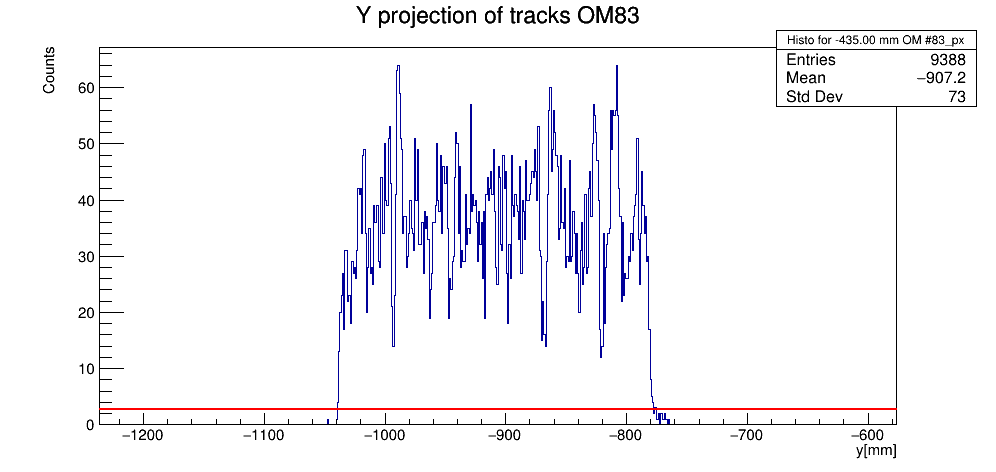 Y projection of tracks OM83
Histo for -435.00 mm OM #83_px
Entries 9388
Mean −907.2
Std Dev 73
Counts
60
50
40
30
20
10
0
−1200 −1100 −1000 −900 −800 −700 −600
y[mm]